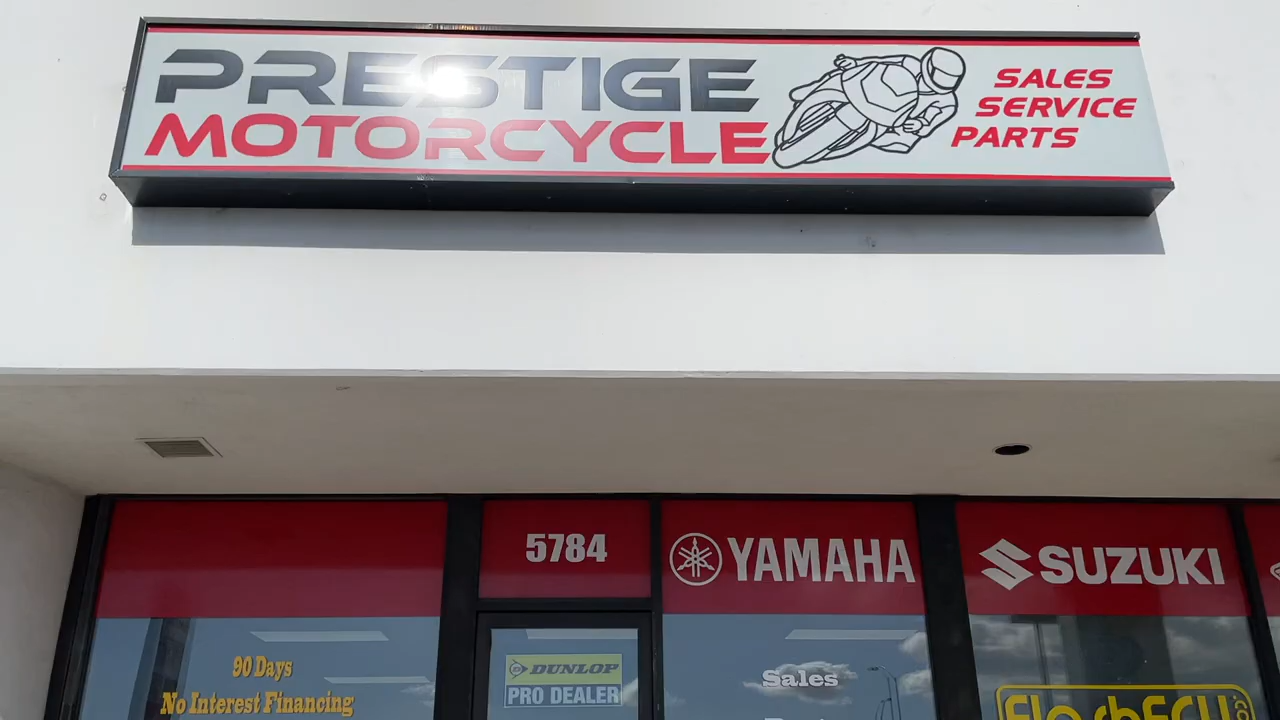 PRESTIGE
MOTORCYCLE
SALES
SERVICE
PARTS
5784
YAMAHA
SUZUKI
90 Days
No Interest Financing
DUNLOP
PRO DEALER
Sales